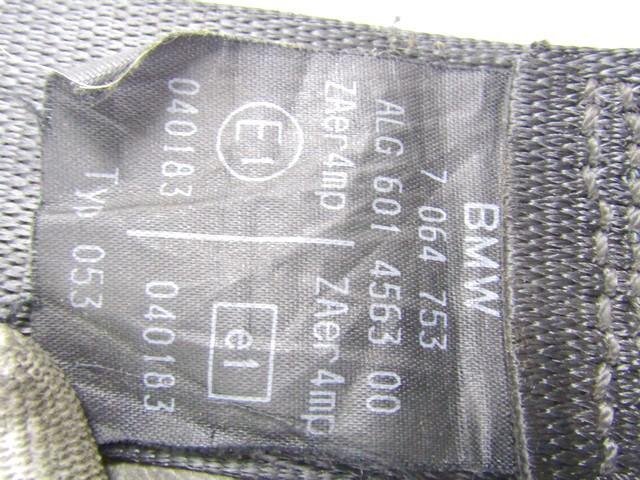 BMW
7 064 753
ALG 601 4563 00
ZAer4mp ZAer4mp
E1 e1
040183 040183
Typ 053